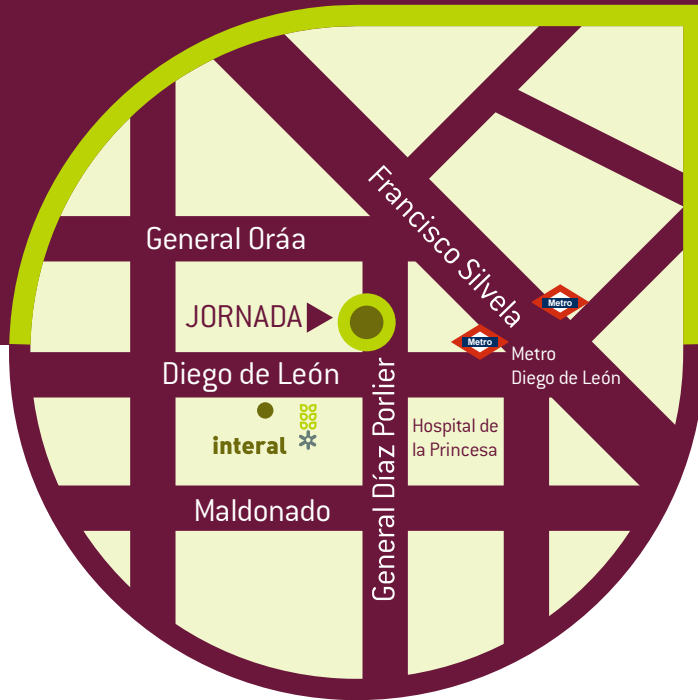 Francisco Silvela
General Oráa
Metro
JORNADA
Metro
Metro
Diego de León
Diego de León
General Díaz Porlier
Hospital de
la Princesa
interal
Maldonado